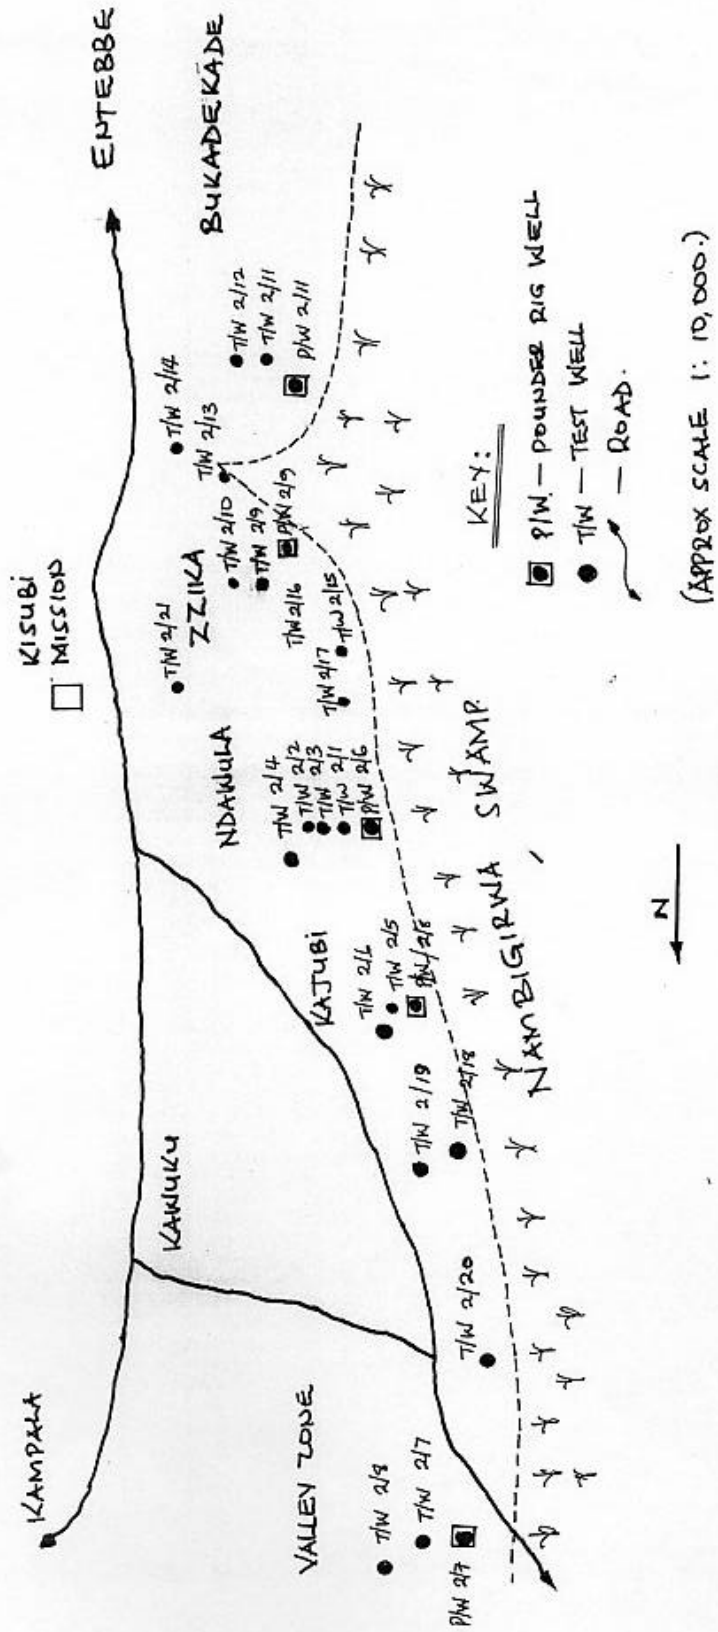 KAMPALA
KISUBI
MISSION
ENTEBBE
KAWUKU
VALLEY ZONE
T/W 2/8
T/W 2/7
P/W 2/7
T/W 2/20
T/W 2/19
T/W 2/18
KAJUBI
T/W 2/6
T/W 2/5
P/W 2/8
NDAWULA
T/W 2/4
T/W 2/2
T/W 2/3
T/W 2/1
P/W 2/6
T/W 2/21
ZZIKA
T/W 2/10
T/W 2/9
P/W 2/9
T/W 2/16
T/W 2/15
T/W 2/17
T/W 2/14
T/W 2/13
BUKADEKADE
T/W 2/12
T/W 2/11
P/W 2/11
NAMBIGIRWA SWAMP
N
KEY:
P/W. — POUNDER RIG WELL
T/W — TEST WELL
— ROAD.
(APPROX SCALE 1: 10,000.)